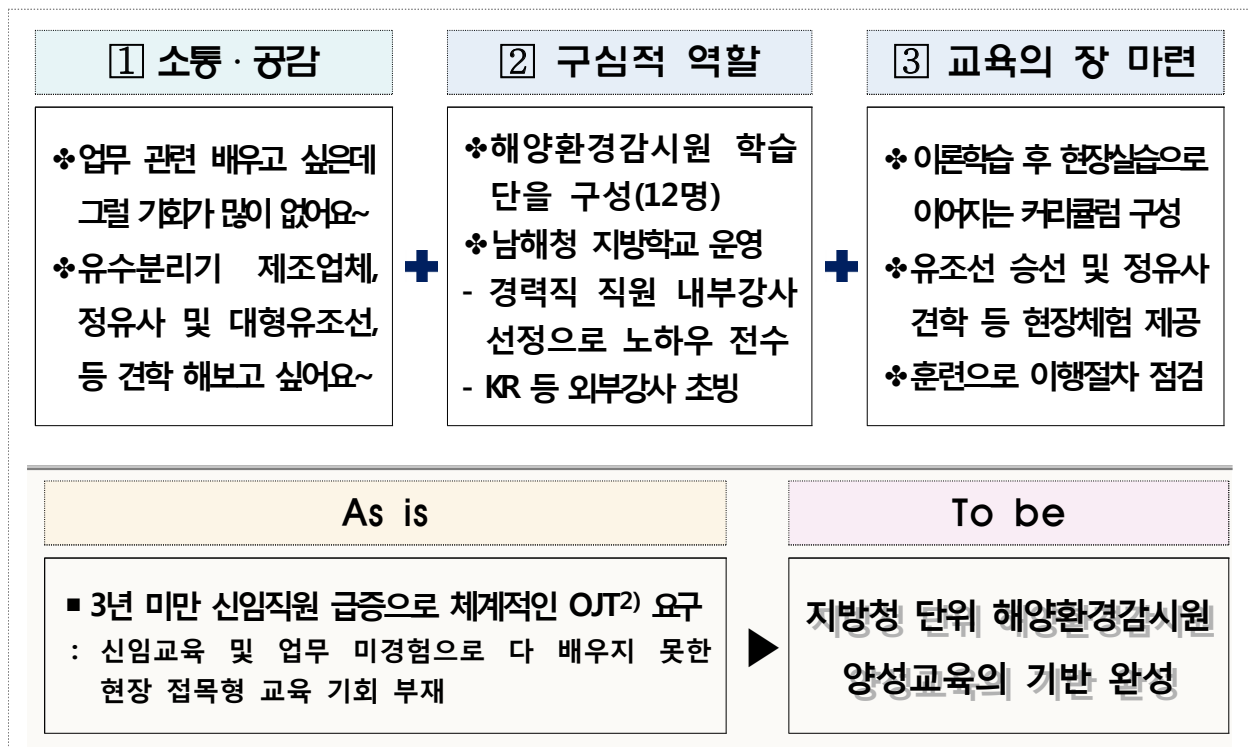 1 소통 · 공감
✤업무 관련 배우고 싶은데
그럴 기회가 많이 없어요~
✤유수분리기 제조업체,
정유사 및 대형유조선,
등 견학 해보고 싶어요~
2 구심적 역할
✤해양환경감시원 학습
단을 구성(12명)
✤남해청 지방학교 운영
- 경력직 직원 내부강사
선정으로 노하우 전수
- KR 등 외부강사 초빙
3 교육의 장 마련
✤이론학습 후 현장실습으로
이어지는 커리큘럼 구성
✤유조선 승선 및 정유사
견학 등 현장체험 제공
✤훈련으로 이행절차 점검
As is
▪ 3년 미만 신임직원 급증으로 체계적인 OJT2) 요구
: 신임교육 및 업무 미경험으로 다 배우지 못한
현장 접목형 교육 기회 부재
To be
지방청 단위 해양환경감시원
양성교육의 기반 완성